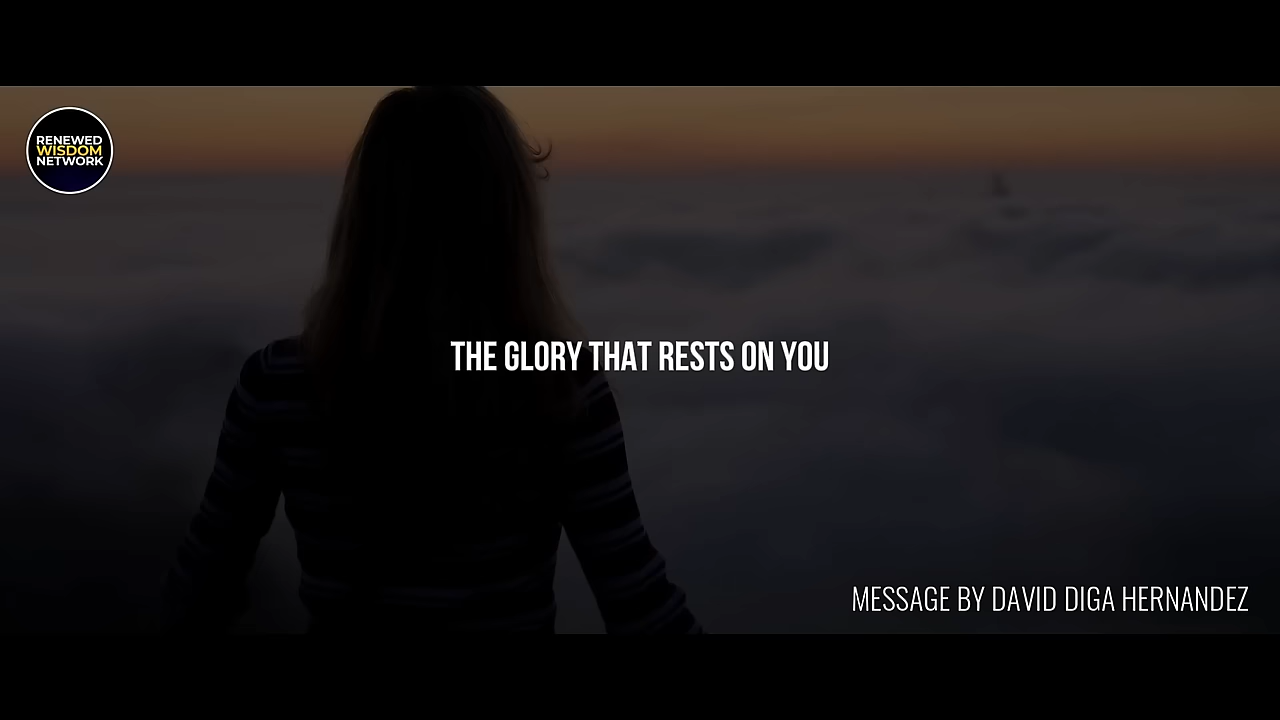 RENEWED
WISDOM
NETWORK
THE GLORY THAT RESTS ON YOU
MESSAGE BY DAVID DIGA HERNANDEZ